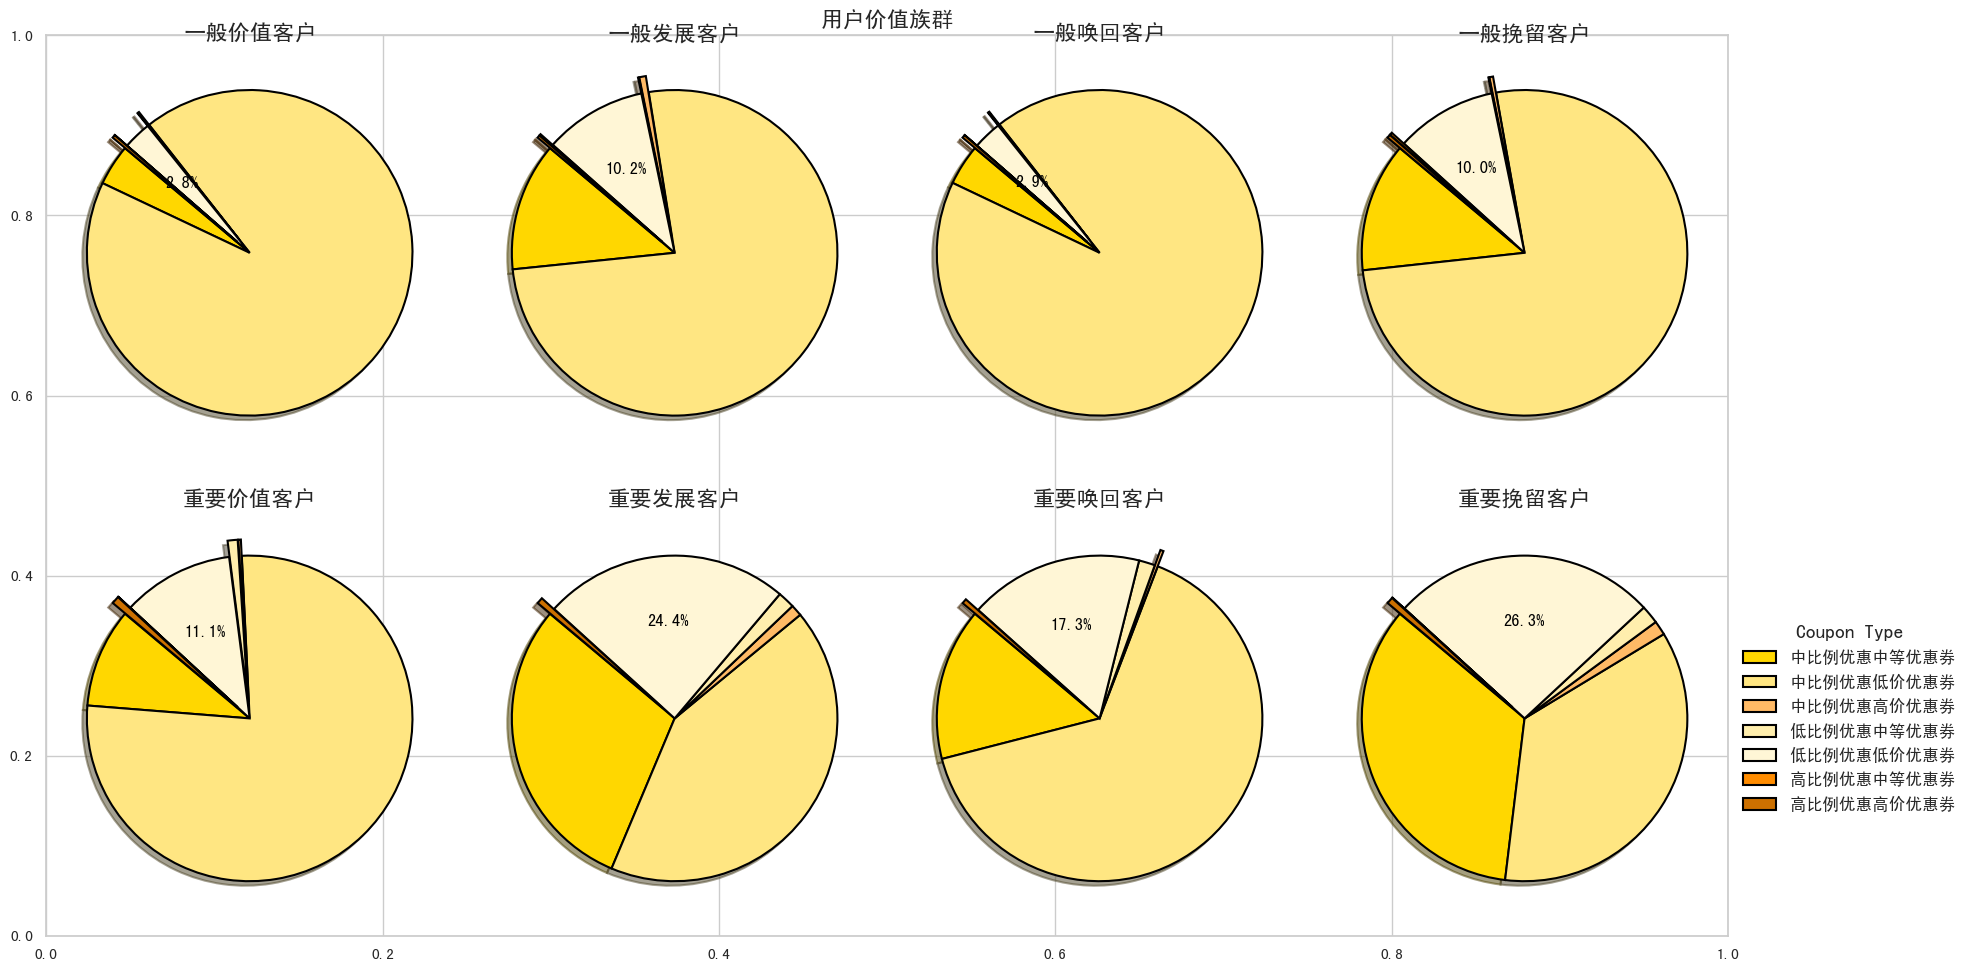 用户价值族群
一般价值客户
一般发展客户
一般唤回客户
一般挽留客户
2.8%
10.2%
2.9%
10.0%
重要价值客户
重要发展客户
重要唤回客户
重要挽留客户
11.1%
24.4%
17.3%
26.3%
Coupon Type
中比例优惠中等优惠券
中比例优惠低价优惠券
中比例优惠高价优惠券
低比例优惠中等优惠券
低比例优惠低价优惠券
高比例优惠中等优惠券
高比例优惠高价优惠券
1.0
0.8
0.6
0.4
0.2
0.0
0.0 0.2 0.4 0.6 0.8 1.0